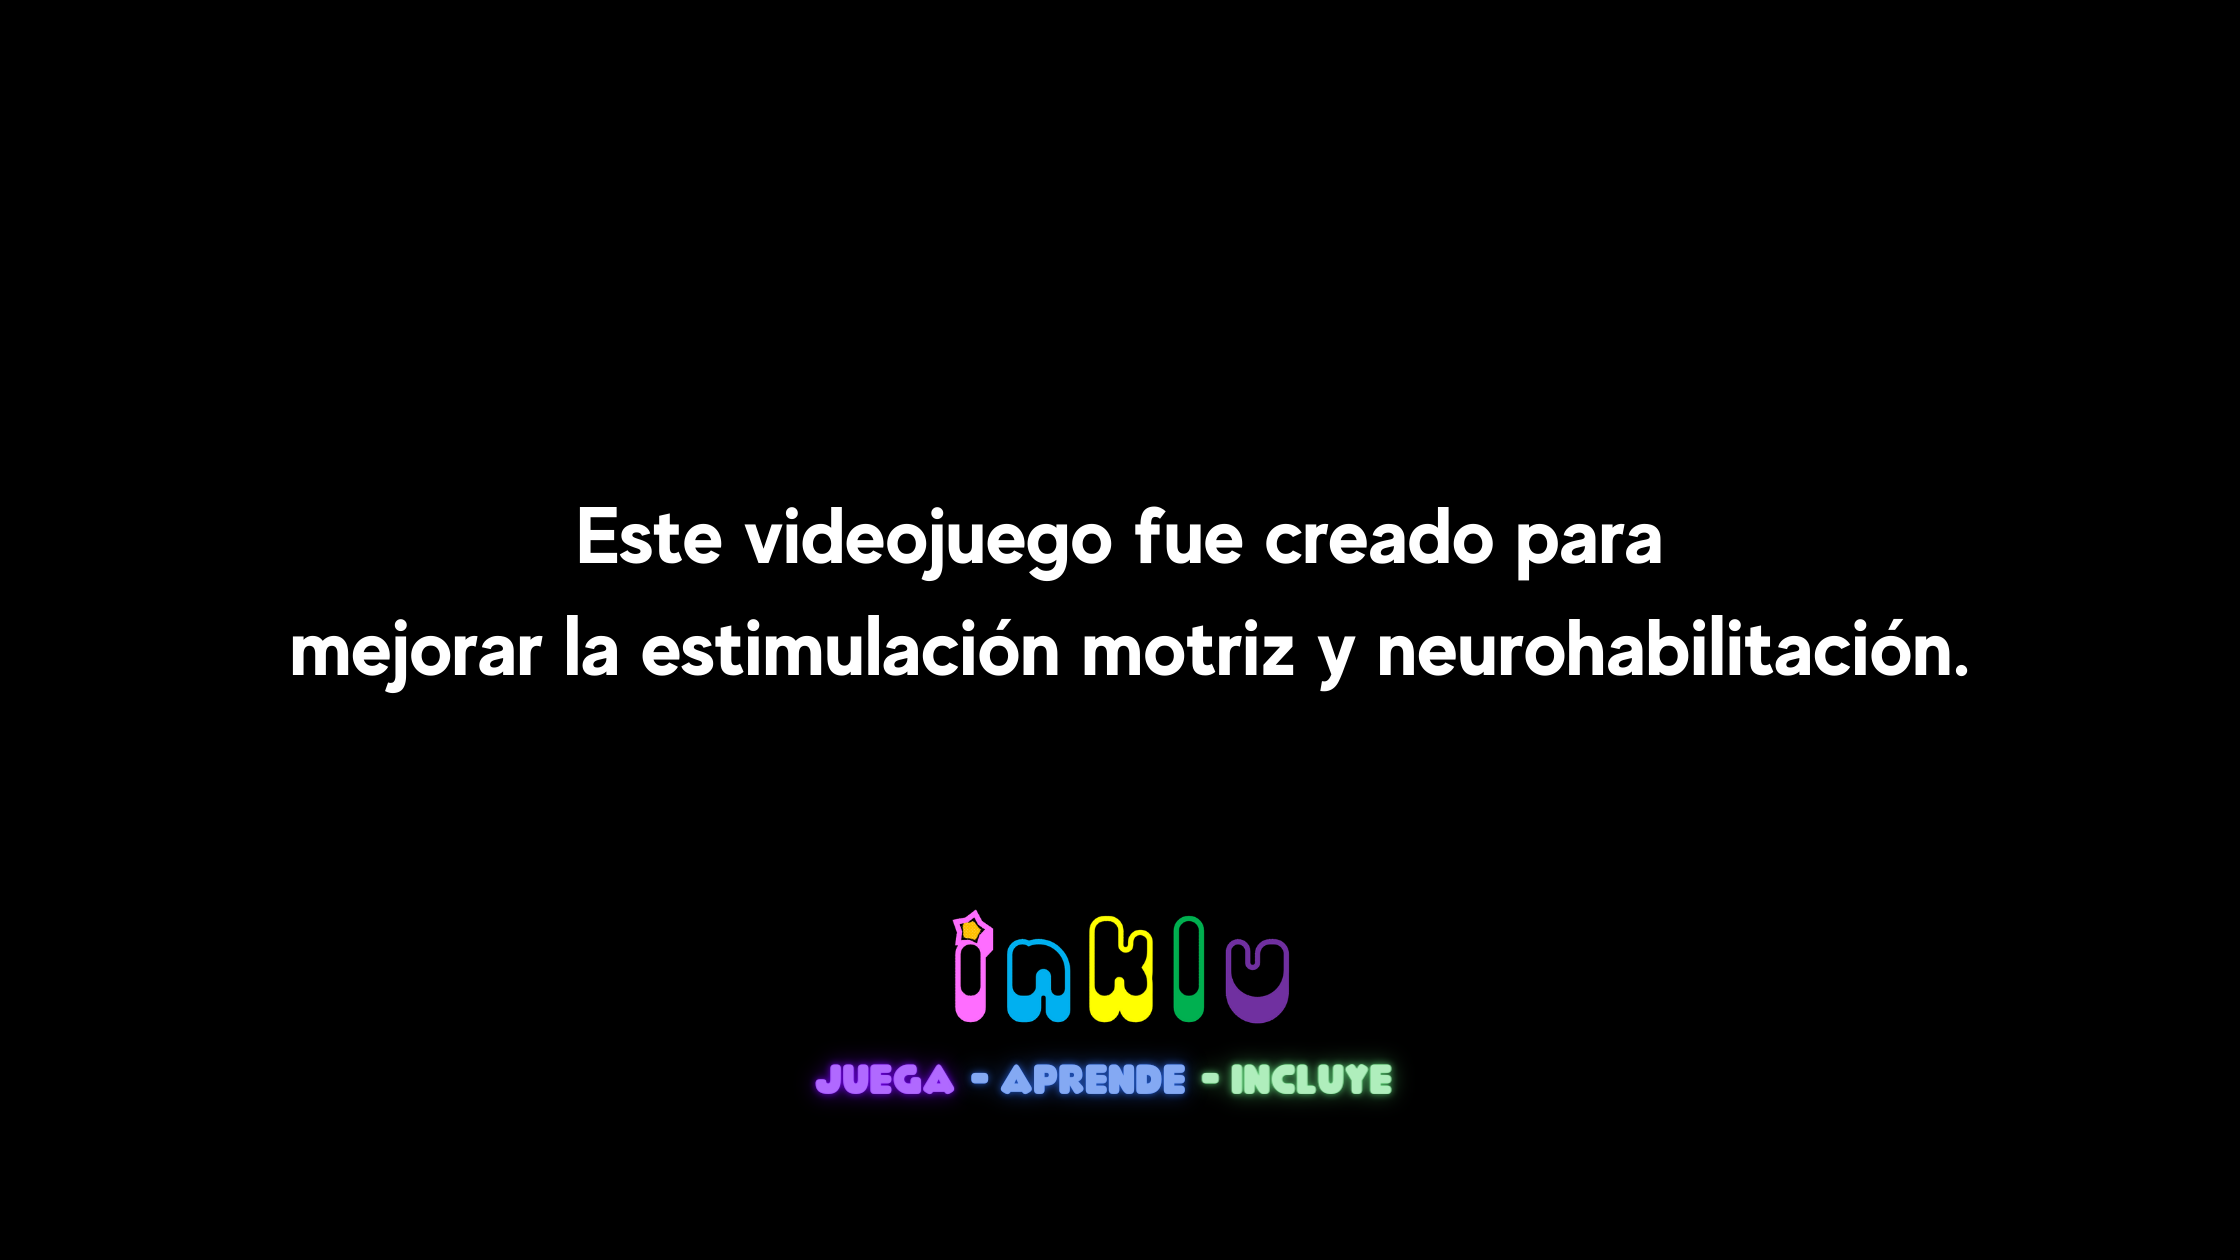 Este videojuego fue creado para
mejorar la estimulación motriz y neurohabilitación.
inklu
JUEGA - APRENDE - INCLUYE